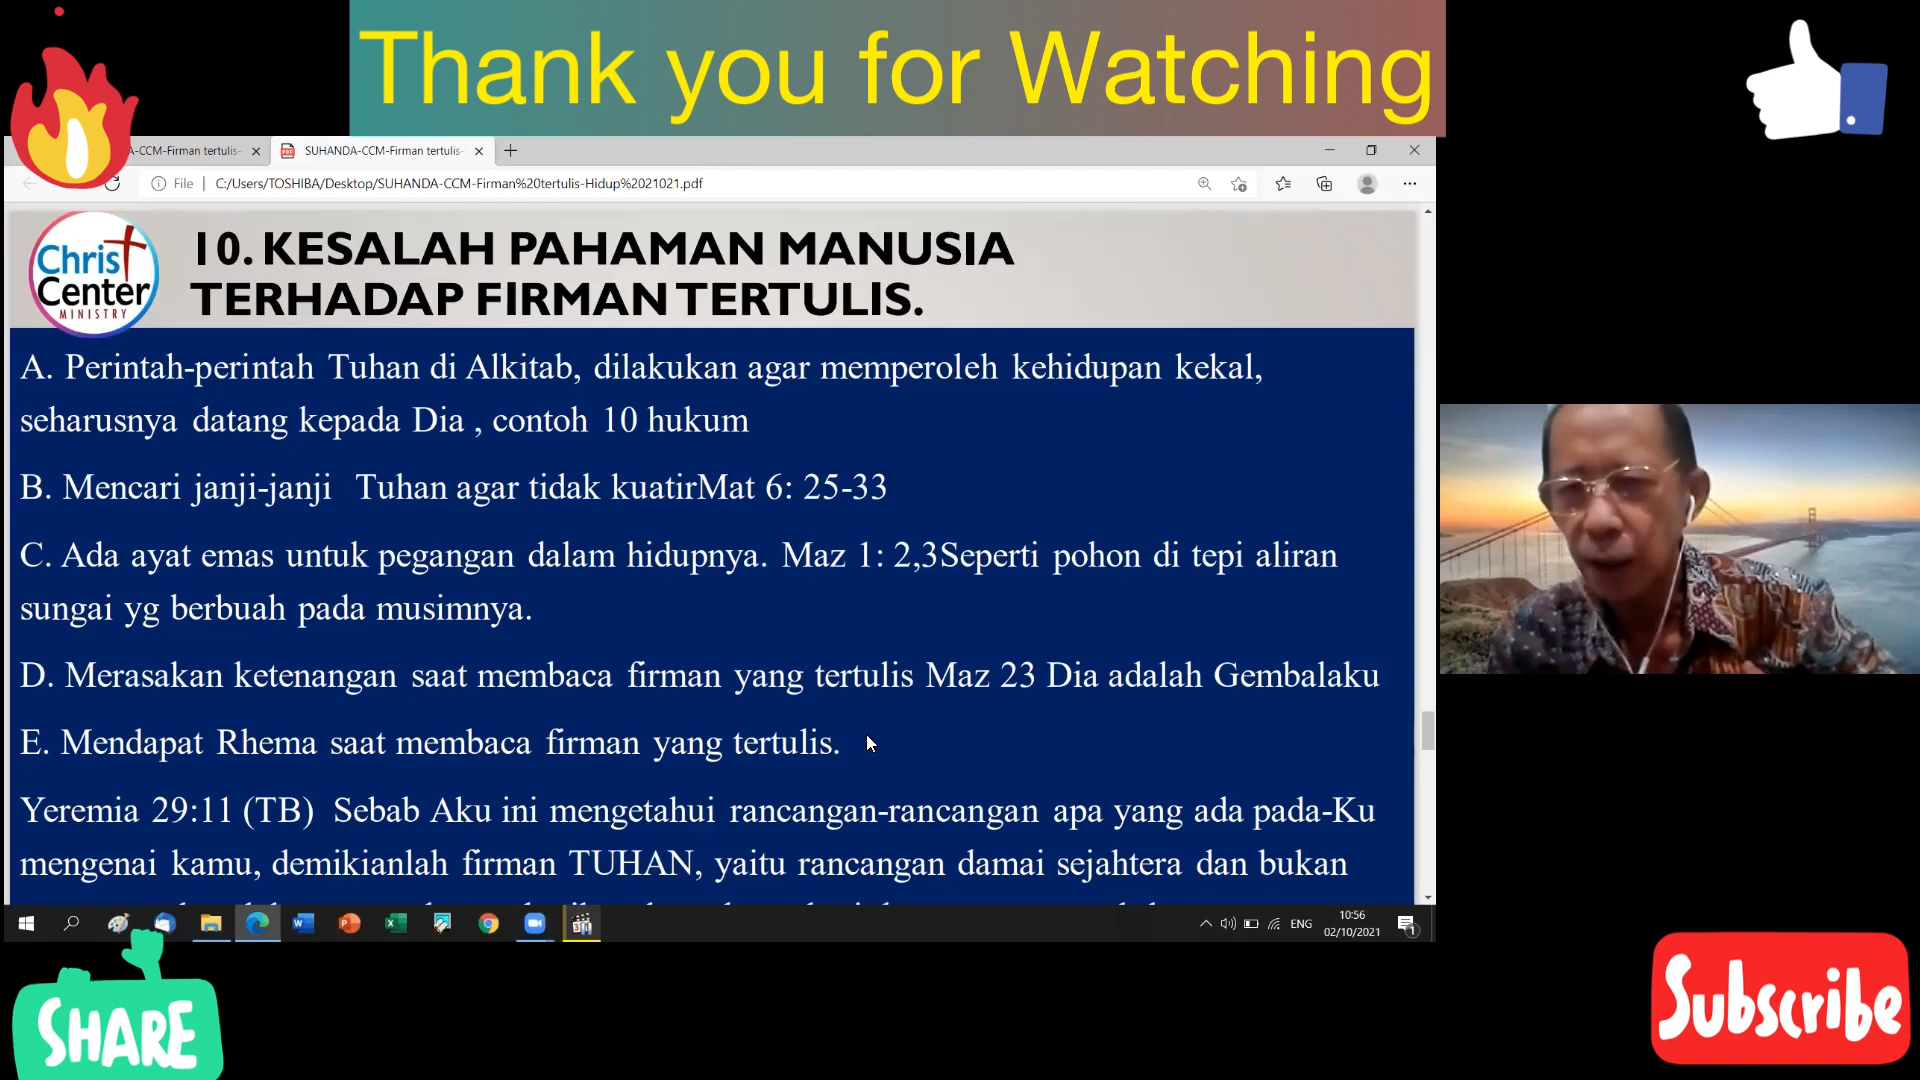 Thank you for Watching
A-CCM-Firman tertulis-
SUHANDA-CCM-Firman tertulis-
File
C:/Users/TOSHIBA/Desktop/SUHANDA-CCM-Firman%20tertulis-Hidup%2021021.pdf
Christ
Center
MINISTRY
10. KESALAH PAHAMAN MANUSIA
TERHADAP FIRMAN TERTULIS.
A. Perintah-perintah Tuhan di Alkitab, dilakukan agar memperoleh kehidupan kekal,
seharusnya datang kepada Dia , contoh 10 hukum
B. Mencari janji-janji Tuhan agar tidak kuatirMat 6: 25-33
C. Ada ayat emas untuk pegangan dalam hidupnya. Maz 1: 2,3Seperti pohon di tepi aliran
sungai yg berbuah pada musimnya.
D. Merasakan ketenangan saat membaca firman yang tertulis Maz 23 Dia adalah Gembalaku
E. Mendapat Rhema saat membaca firman yang tertulis.
Yeremia 29:11 (TB) Sebab Aku ini mengetahui rancangan-rancangan apa yang ada pada-Ku
mengenai kamu, demikianlah firman TUHAN, yaitu rancangan damai sejahtera dan bukan
ENG
10:56
02/10/2021
1
SHARE
Subscribe